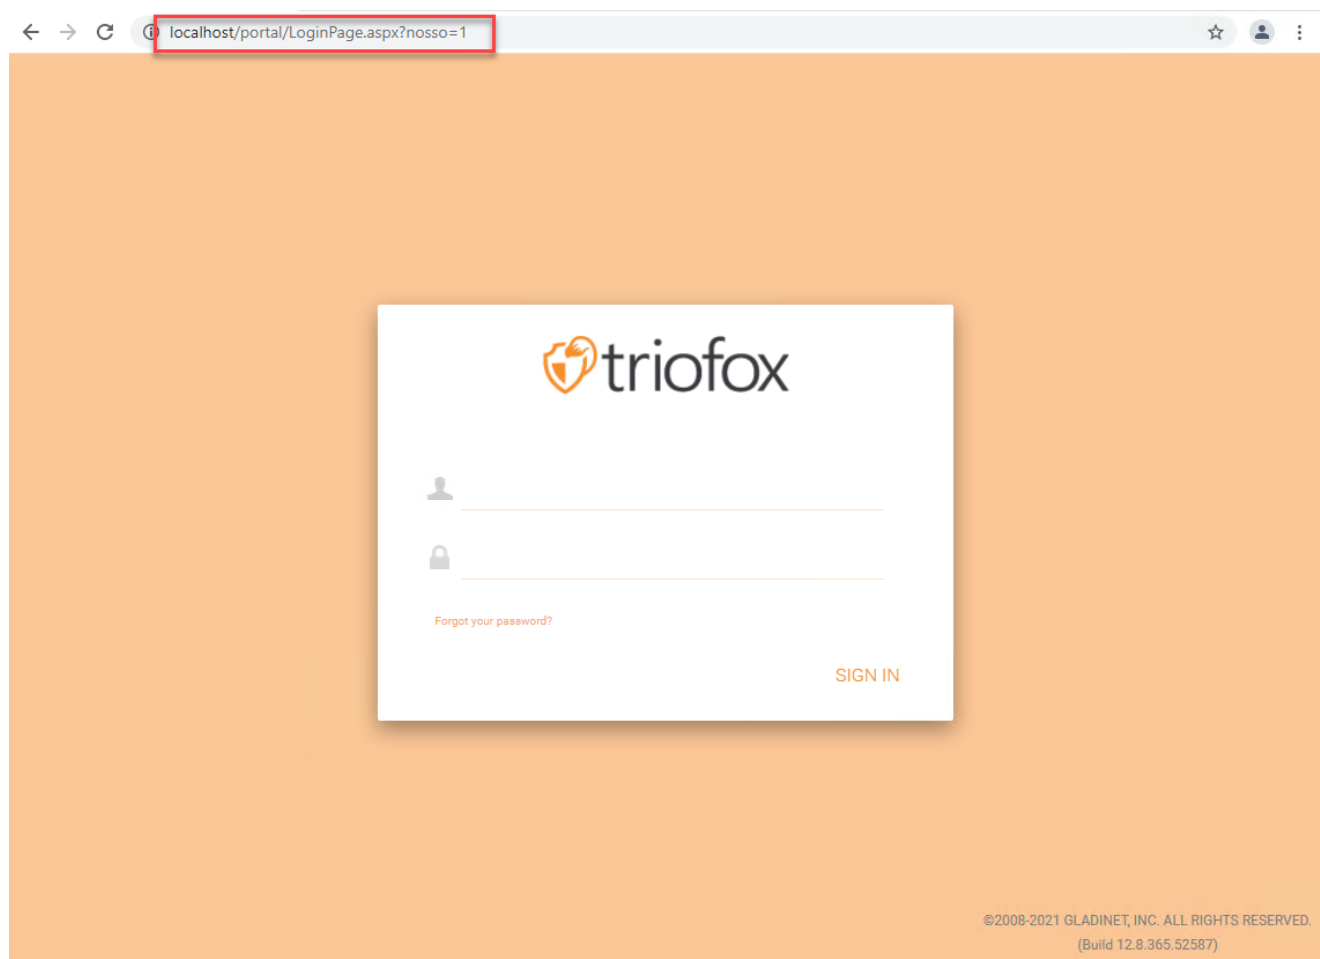 localhost/portal/LoginPage.aspx?nosso=1
triofox
Forgot your password?
SIGN IN
©2008-2021 GLADINET, INC. ALL RIGHTS RESERVED.
(Build 12.8.365.52587)